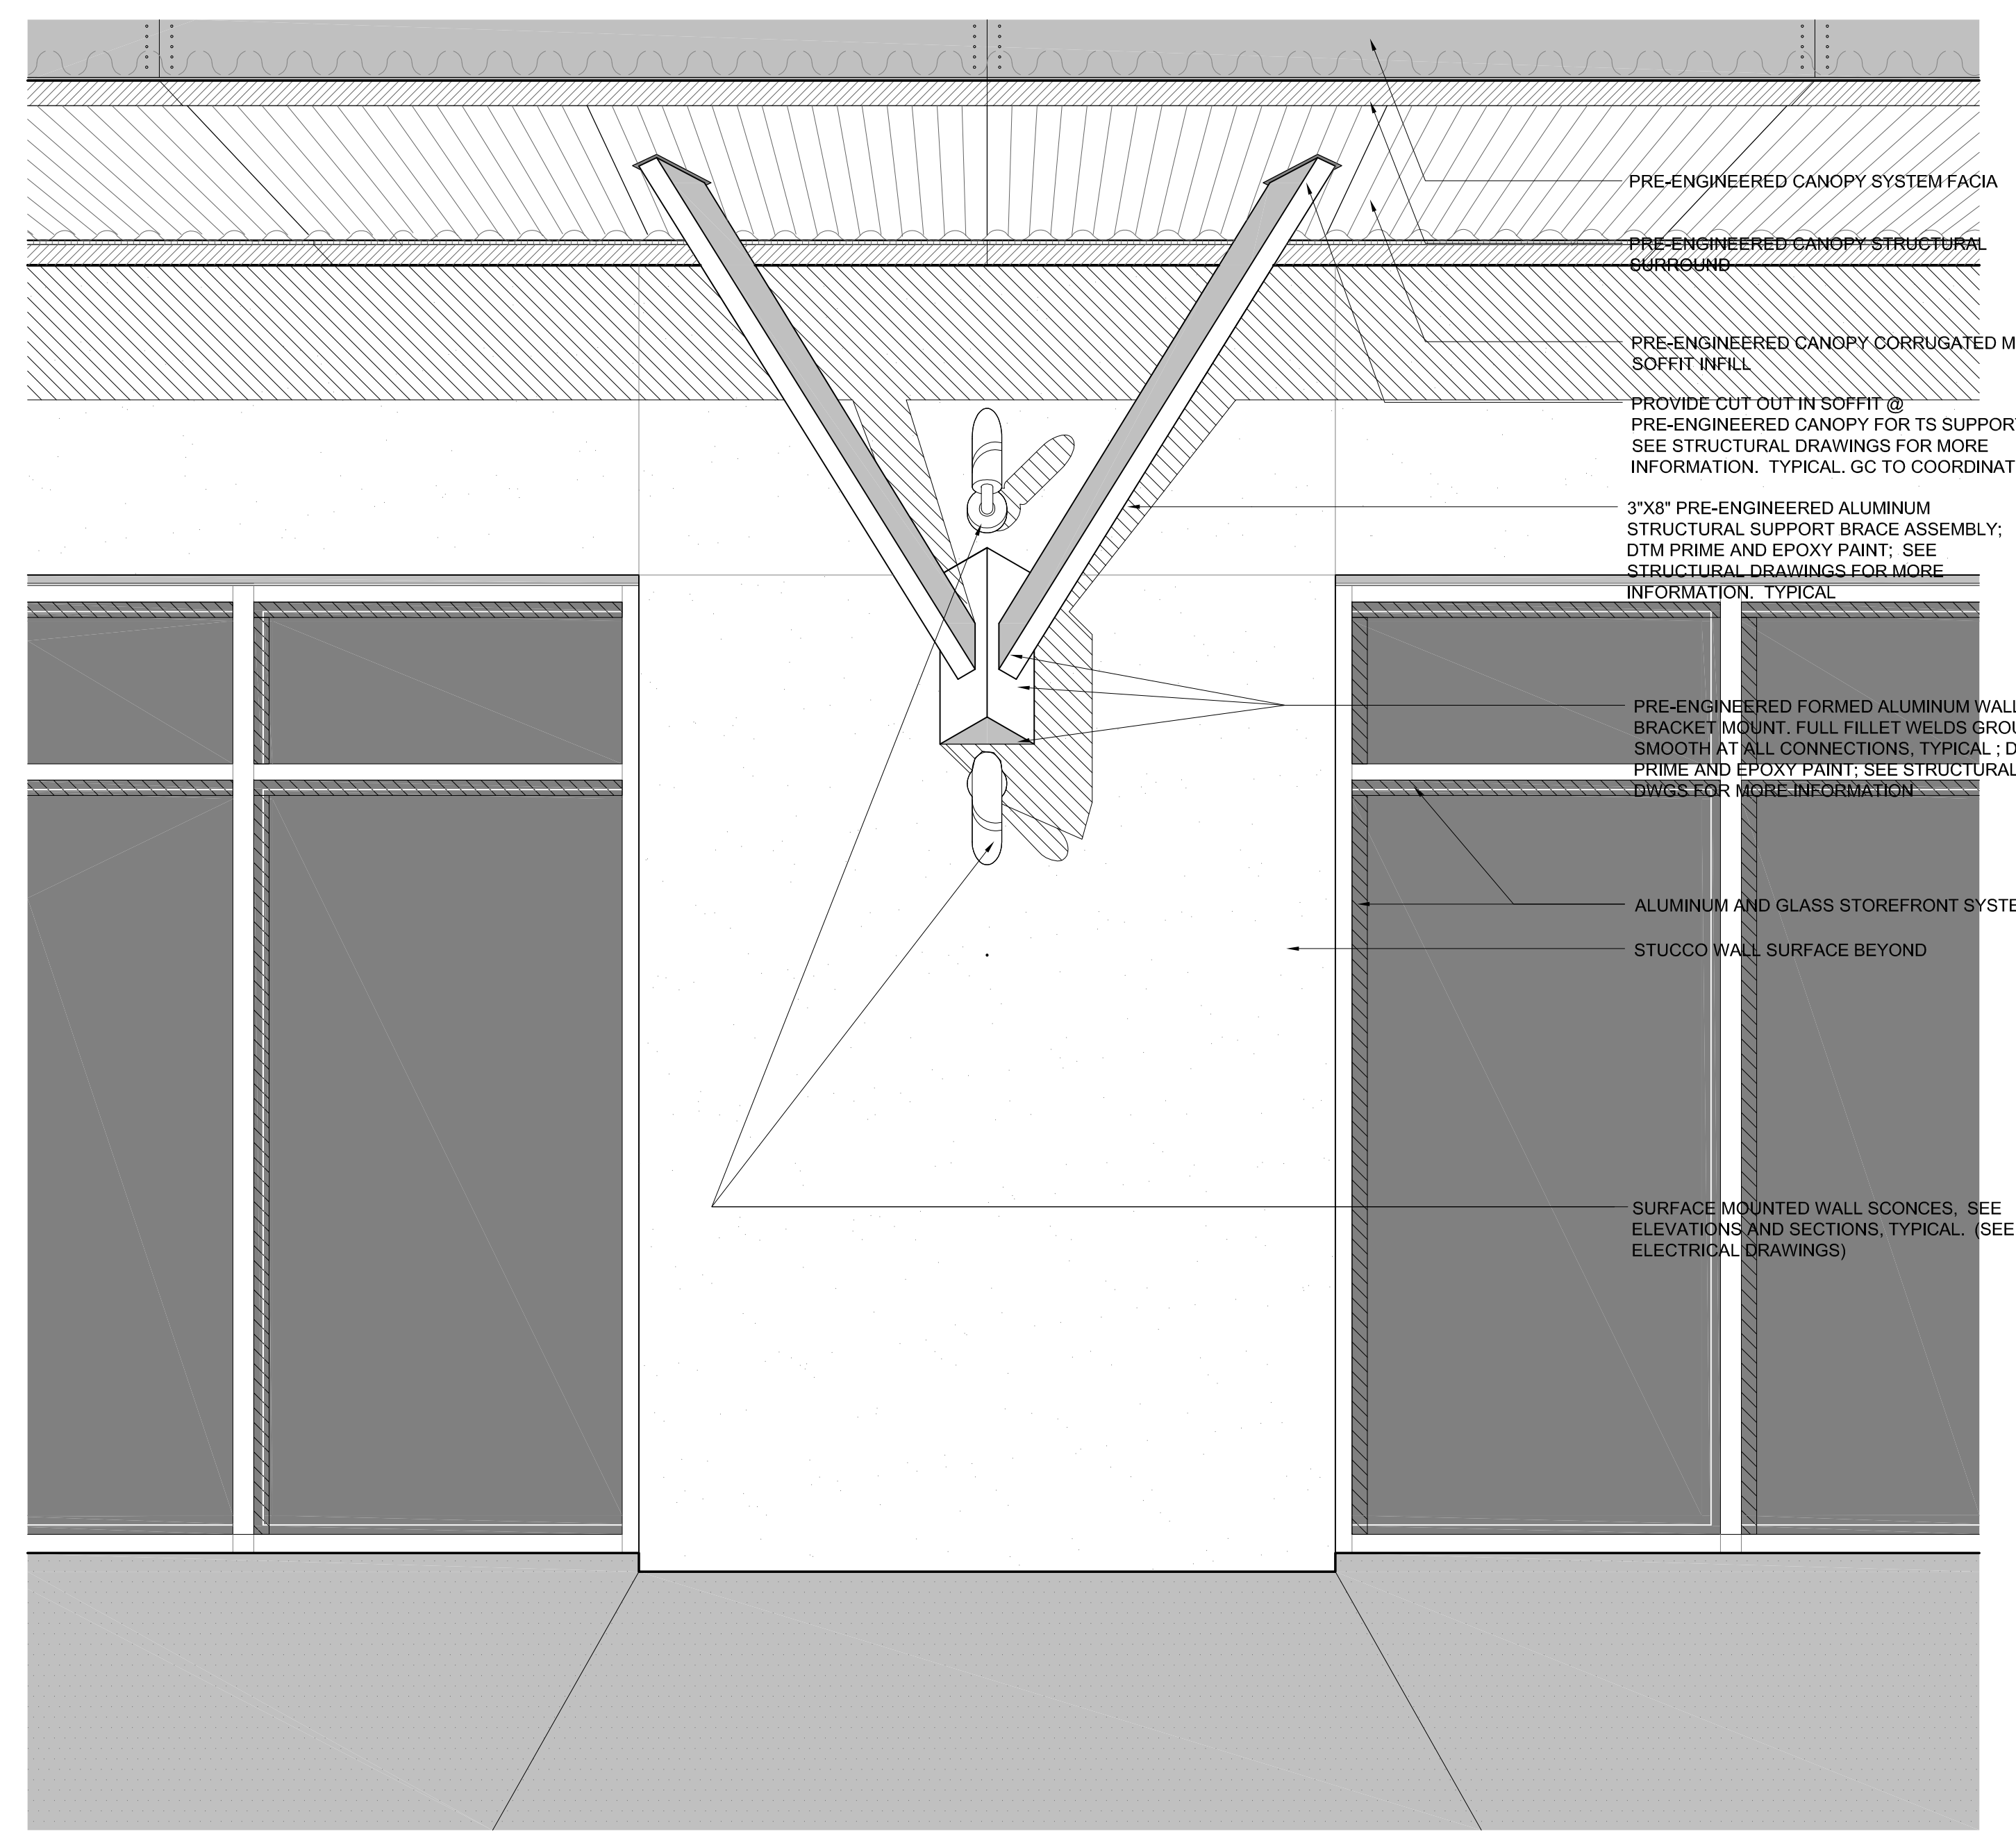 PRE-ENGINEERED CANOPY SYSTEM FACIA
PRE-ENGINEERED CANOPY STRUCTURAL
SURROUND
PRE-ENGINEERED CANOPY CORRUGATED M
SOFFIT INFILL
PROVIDE CUT OUT IN SOFFIT @
PRE-ENGINEERED CANOPY FOR TS SUPPORT
SEE STRUCTURAL DRAWINGS FOR MORE
INFORMATION. TYPICAL. GC TO COORDINAT
3"X8" PRE-ENGINEERED ALUMINUM
STRUCTURAL SUPPORT BRACE ASSEMBLY;
DTM PRIME AND EPOXY PAINT; SEE
STRUCTURAL DRAWINGS FOR MORE
INFORMATION. TYPICAL
PRE-ENGINEERED FORMED ALUMINUM WALL
BRACKET MOUNT. FULL FILLET WELDS GROU
SMOOTH AT ALL CONNECTIONS, TYPICAL ; D
PRIME AND EPOXY PAINT; SEE STRUCTURAL
DWGS FOR MORE INFORMATION
ALUMINUM AND GLASS STOREFRONT SYSTE
STUCCO WALL SURFACE BEYOND
SURFACE MOUNTED WALL SCONCES, SEE
ELEVATIONS AND SECTIONS, TYPICAL. (SEE
ELECTRICAL DRAWINGS)